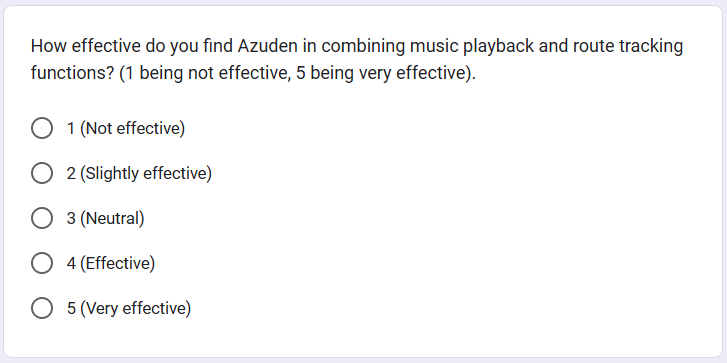 How effective do you find Azuden in combining music playback and route tracking
functions? (1 being not effective, 5 being very effective).
1 (Not effective)
2 (Slightly effective)
3 (Neutral)
4 (Effective)
5 (Very effective)